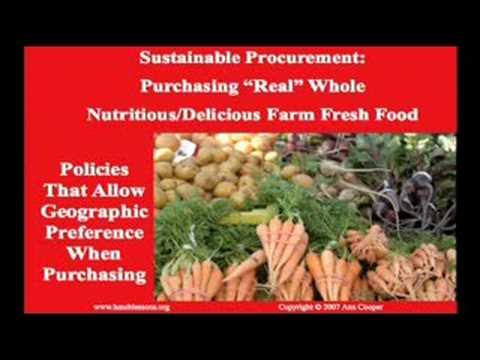 Sustainable Procurement:
Purchasing “Real” Whole
Nutritious/Delicious Farm Fresh Food
Policies
That Allow
Geographic
Preference
When
Purchasing
www.lunchlessons.org
Copyright © 2007 Ann Cooper